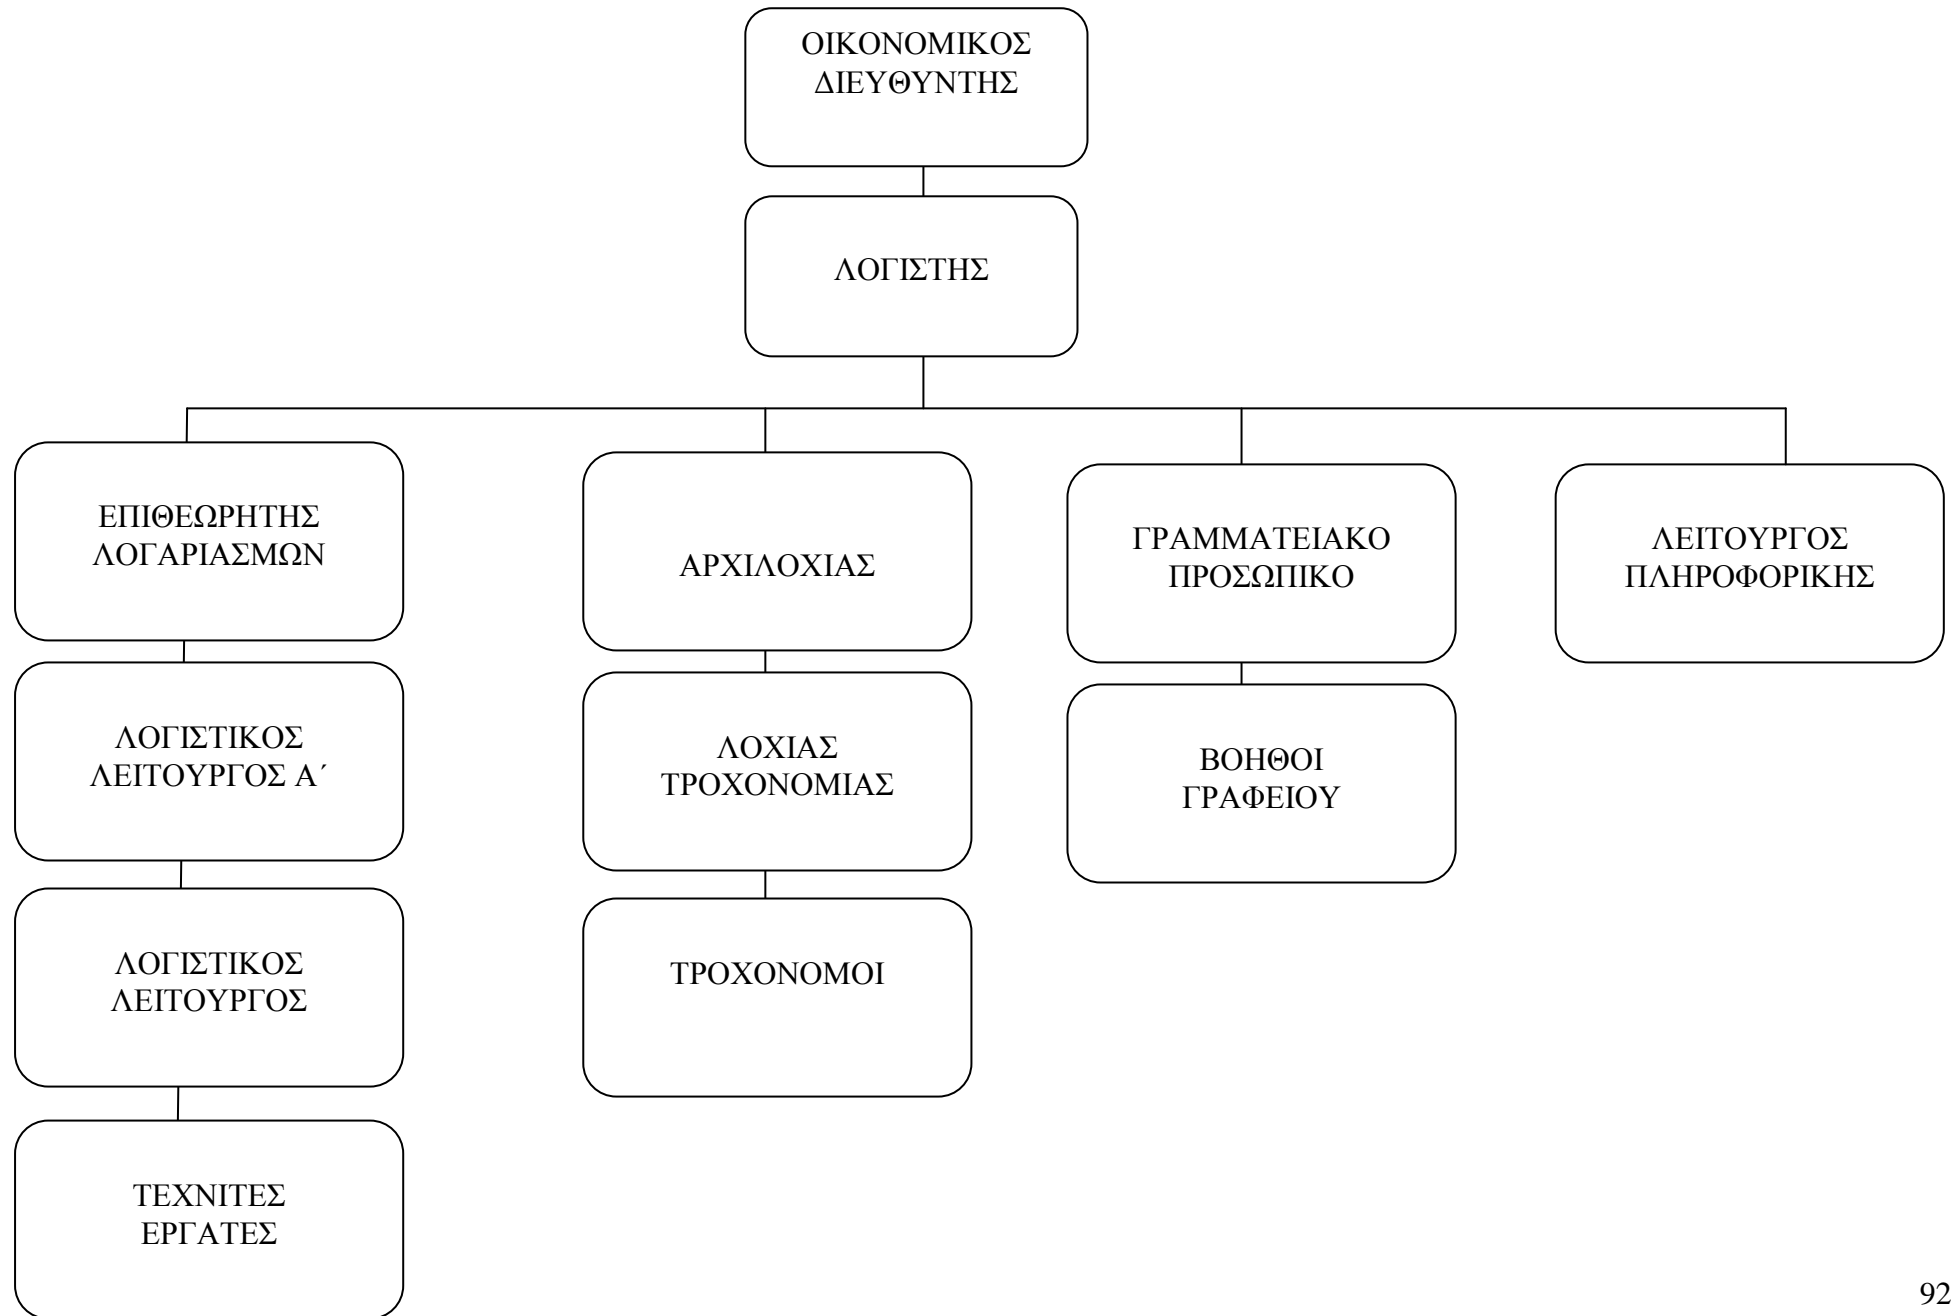 ΟΙΚΟΝΟΜΙΚΟΣ
ΔΙΕΥΘΥΝΤΗΣ
ΛΟΓΙΣΤΗΣ
ΕΠΙΘΕΩΡΗΤΗΣ
ΛΟΓΑΡΙΑΣΜΩΝ
ΑΡΧΙΛΟΧΙΑΣ
ΓΡΑΜΜΑΤΕΙΑΚΟ
ΠΡΟΣΩΠΙΚΟ
ΛΕΙΤΟΥΡΓΟΣ
ΠΛΗΡΟΦΟΡΙΚΗΣ
ΛΟΓΙΣΤΙΚΟΣ
ΛΕΙΤΟΥΡΓΟΣ Α΄
ΛΟΧΙΑΣ
ΤΡΟΧΟΝΟΜΙΑΣ
ΒΟΗΘΟΙ
ΓΡΑΦΕΙΟΥ
ΛΟΓΙΣΤΙΚΟΣ
ΛΕΙΤΟΥΡΓΟΣ
ΤΡΟΧΟΝΟΜΟΙ
ΤΕΧΝΙΤΕΣ
ΕΡΓΑΤΕΣ
92